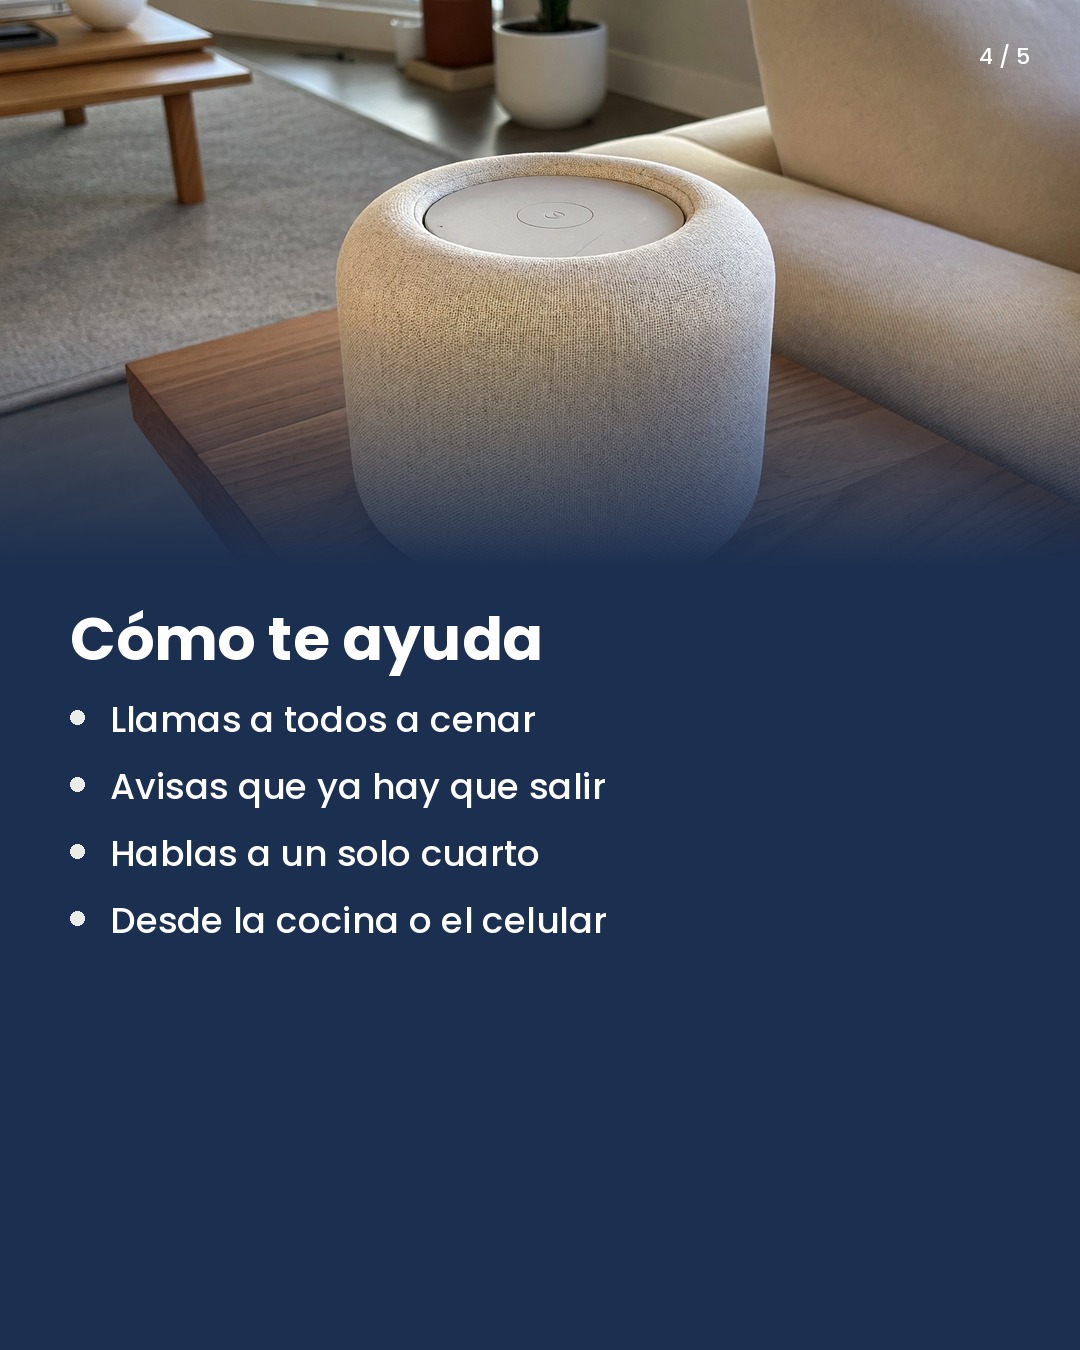 4 / 5
Cómo te ayuda
Llamas a todos a cenar
Avisas que ya hay que salir
Hablas a un solo cuarto
Desde la cocina o el celular